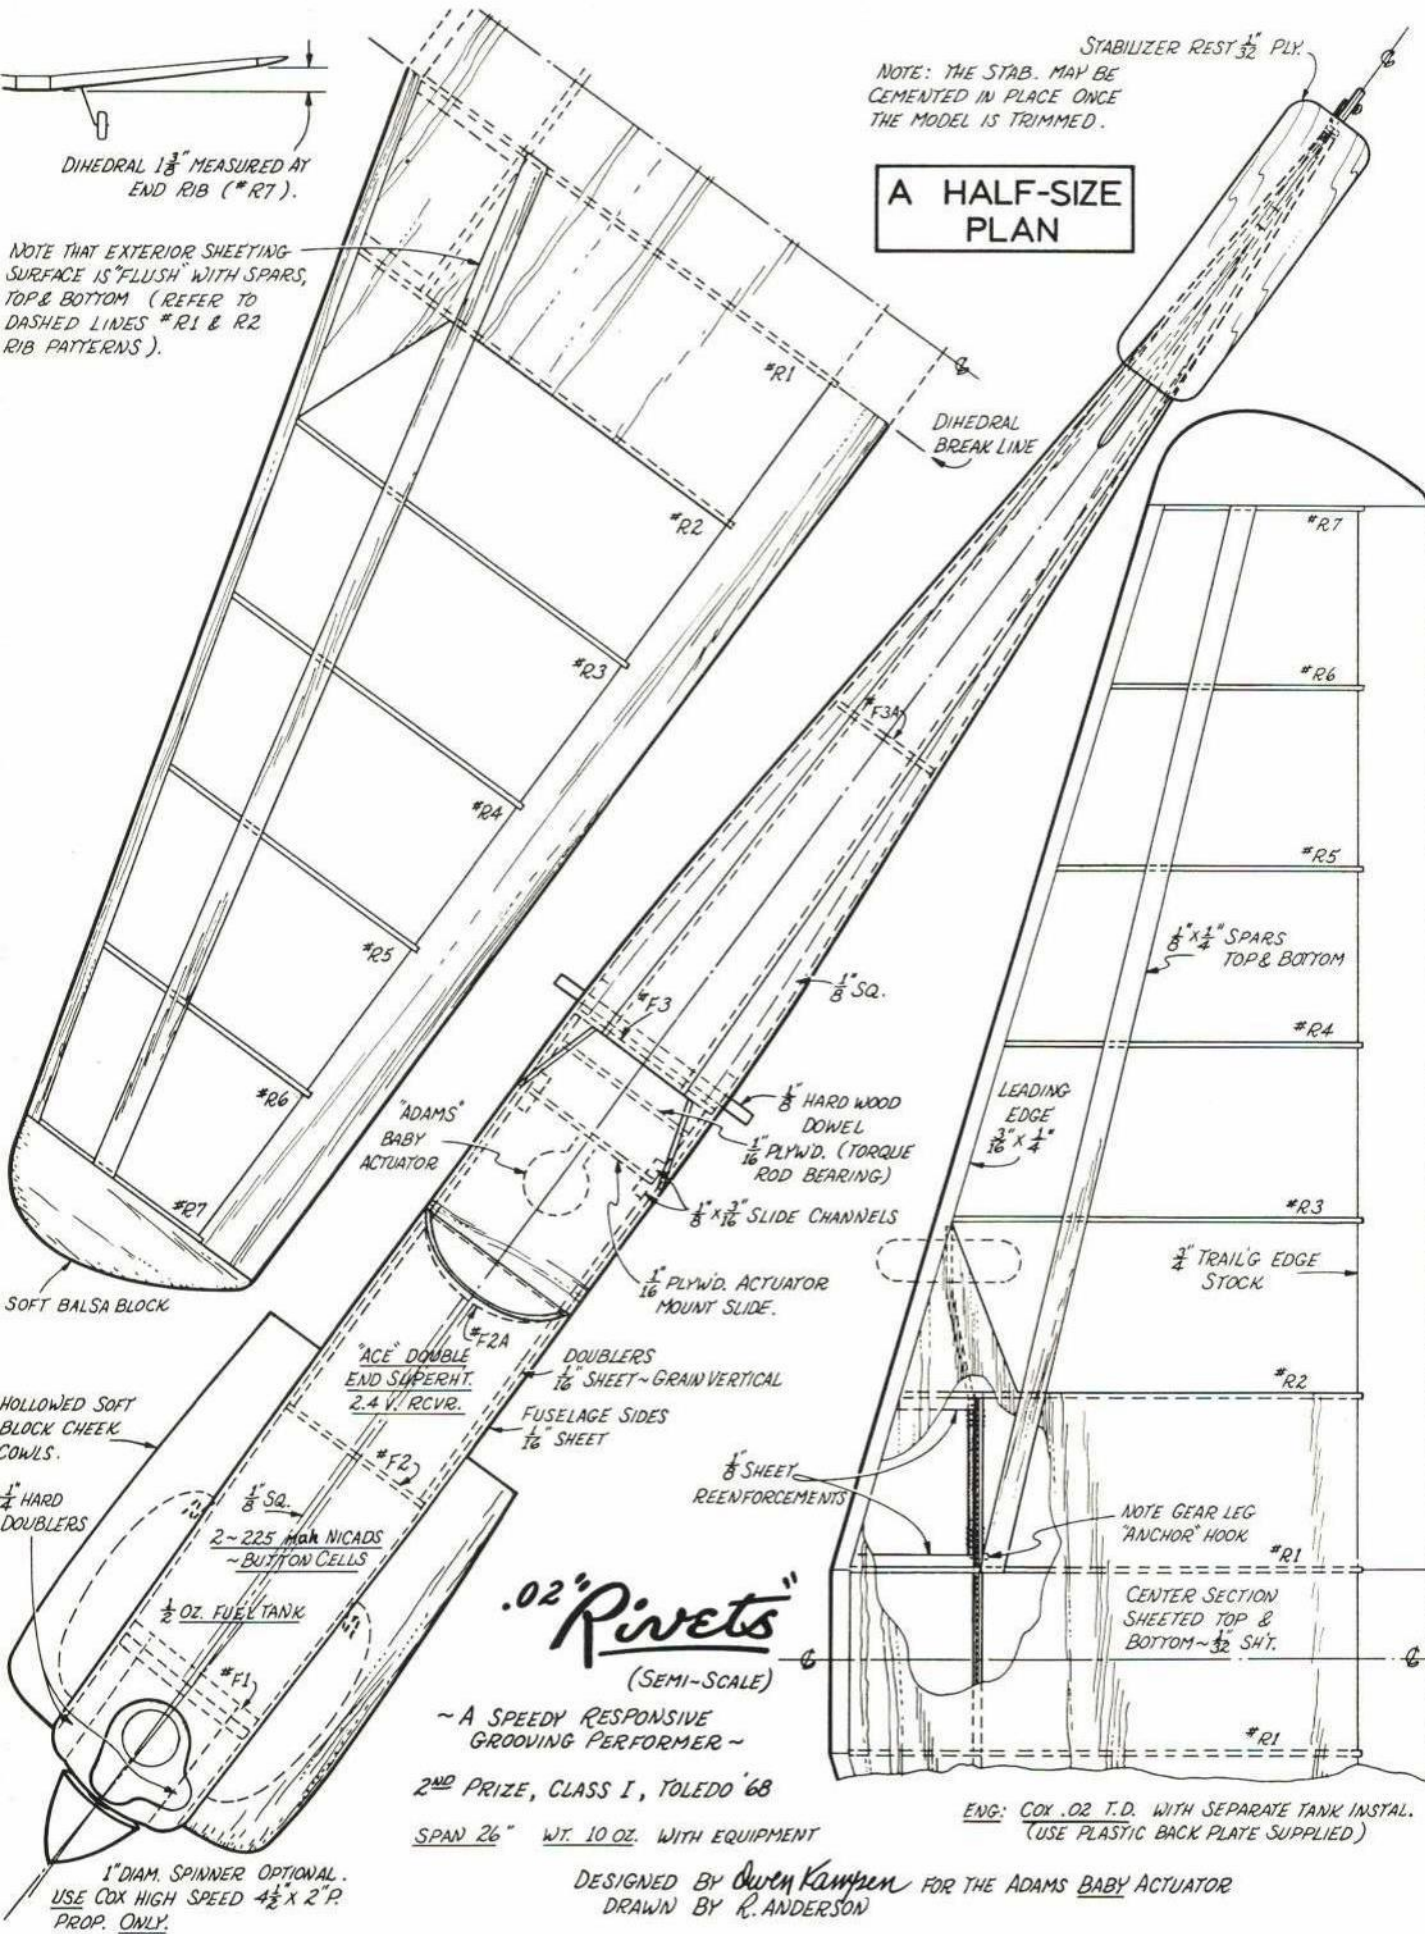 STABILIZER REST 1/32" PLY.
NOTE: THE STAB. MAY BE
CEMENTED IN PLACE ONCE
THE MODEL IS TRIMMED.
A HALF-SIZE
PLAN
DIHEDRAL 1 3/8" MEASURED AT
END RIB (#R7).
NOTE THAT EXTERIOR SHEETING
SURFACE IS "FLUSH" WITH SPARS,
TOP & BOTTOM (REFER TO
DASHED LINES #R1 & R2
RIB PATTERNS).
#R1
DIHEDRAL
BREAK LINE
#R2
#R3
#R4
#R5
#R6
#R7
SOFT BALSA BLOCK
#F3A
#F3
1/8" SQ.
1/8" HARD WOOD
DOWEL
1/16" PLYW'D. (TORQUE
ROD BEARING)
1/8" X 3/16" SLIDE CHANNELS
"ADAMS"
BABY
ACTUATOR
1/16" PLYW'D. ACTUATOR
MOUNT SLIDE.
#F2A
"ACE" DOUBLE
END SUPERHT.
2.4 V. RCVR.
DOUBLERS
1/16" SHEET ~ GRAIN VERTICAL
FUSELAGE SIDES
1/16" SHEET
HOLLOWED SOFT
BLOCK CHEEK
COWLS.
1/4" HARD
DOUBLERS
#F2
1/8" SQ.
2 ~ 225 mah NICADS
~ BUTTON CELLS
1/2 OZ. FUEL TANK
#F1
1" DIAM. SPINNER OPTIONAL.
USE COX HIGH SPEED 4 1/2" X 2" P.
PROP. ONLY.
#R7
#R6
#R5
1/8" X 1/4" SPARS
TOP & BOTTOM
#R4
LEADING
EDGE
3/16" X 1/4"
#R3
3/4" TRAIL'G EDGE
STOCK
#R2
1/8" SHEET
REENFORCEMENTS
NOTE GEAR LEG
"ANCHOR" HOOK
#R1
CENTER SECTION
SHEETED TOP &
BOTTOM ~ 1/32" SH'T.
#R1
.02 "Rivets"
(SEMI-SCALE)
~ A SPEEDY RESPONSIVE
GROOVING PERFORMER ~
2ND PRIZE, CLASS I, TOLEDO '68
SPAN 26" WT. 10 OZ. WITH EQUIPMENT
ENG: COX .02 T.D. WITH SEPARATE TANK INSTAL.
(USE PLASTIC BACK PLATE SUPPLIED)
DESIGNED BY Owen Kampen FOR THE ADAMS BABY ACTUATOR
DRAWN BY R. ANDERSON